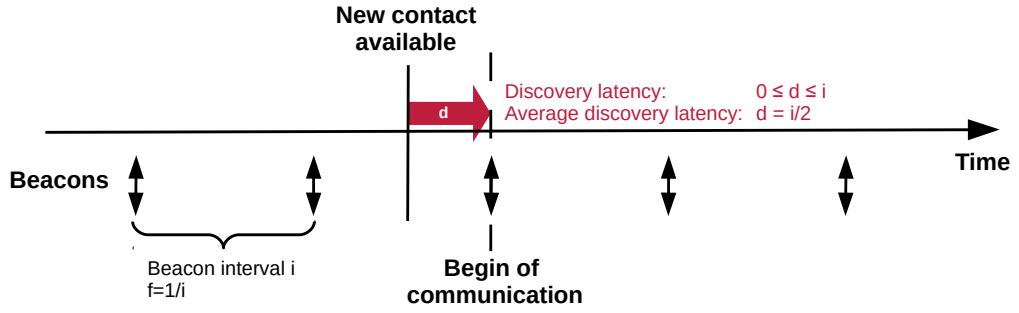 New contact
available
Discovery latency: 0 ≤ d ≤ i
d
Average discovery latency: d = i/2
Time
Beacons
Beacon interval i
f=1/i
Begin of
communication